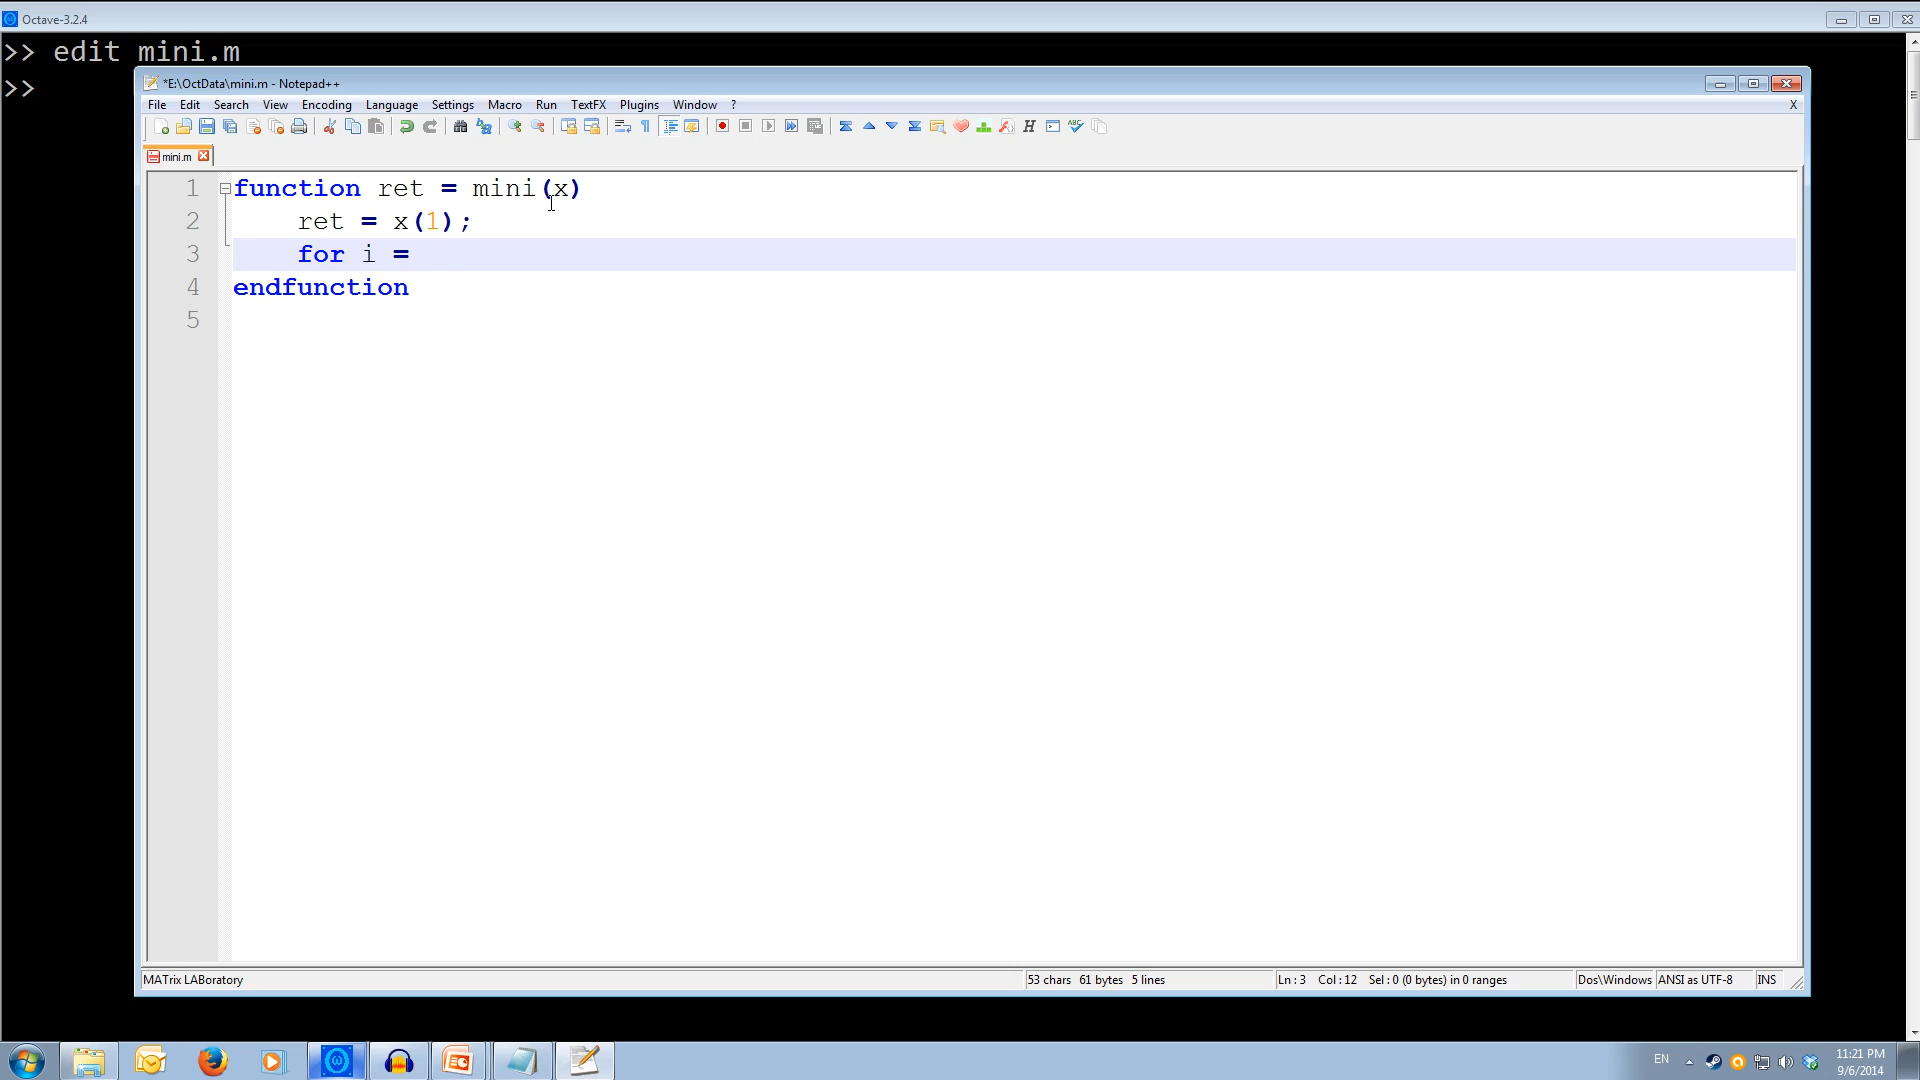 Octave-3.2.4
>> edit mini.m
>>
*E:\OctData\mini.m - Notepad++
File Edit Search View Encoding Language Settings Macro Run TextFX Plugins Window ? X
mini.m
1 function ret = mini(x)
2 ret = x(1);
3 for i =
4 endfunction
5
MATrix LABoratory 53 chars 61 bytes 5 lines Ln : 3 Col : 12 Sel : 0 (0 bytes) in 0 ranges Dos\Windows ANSI as UTF-8 INS
EN 11:21 PM
9/6/2014